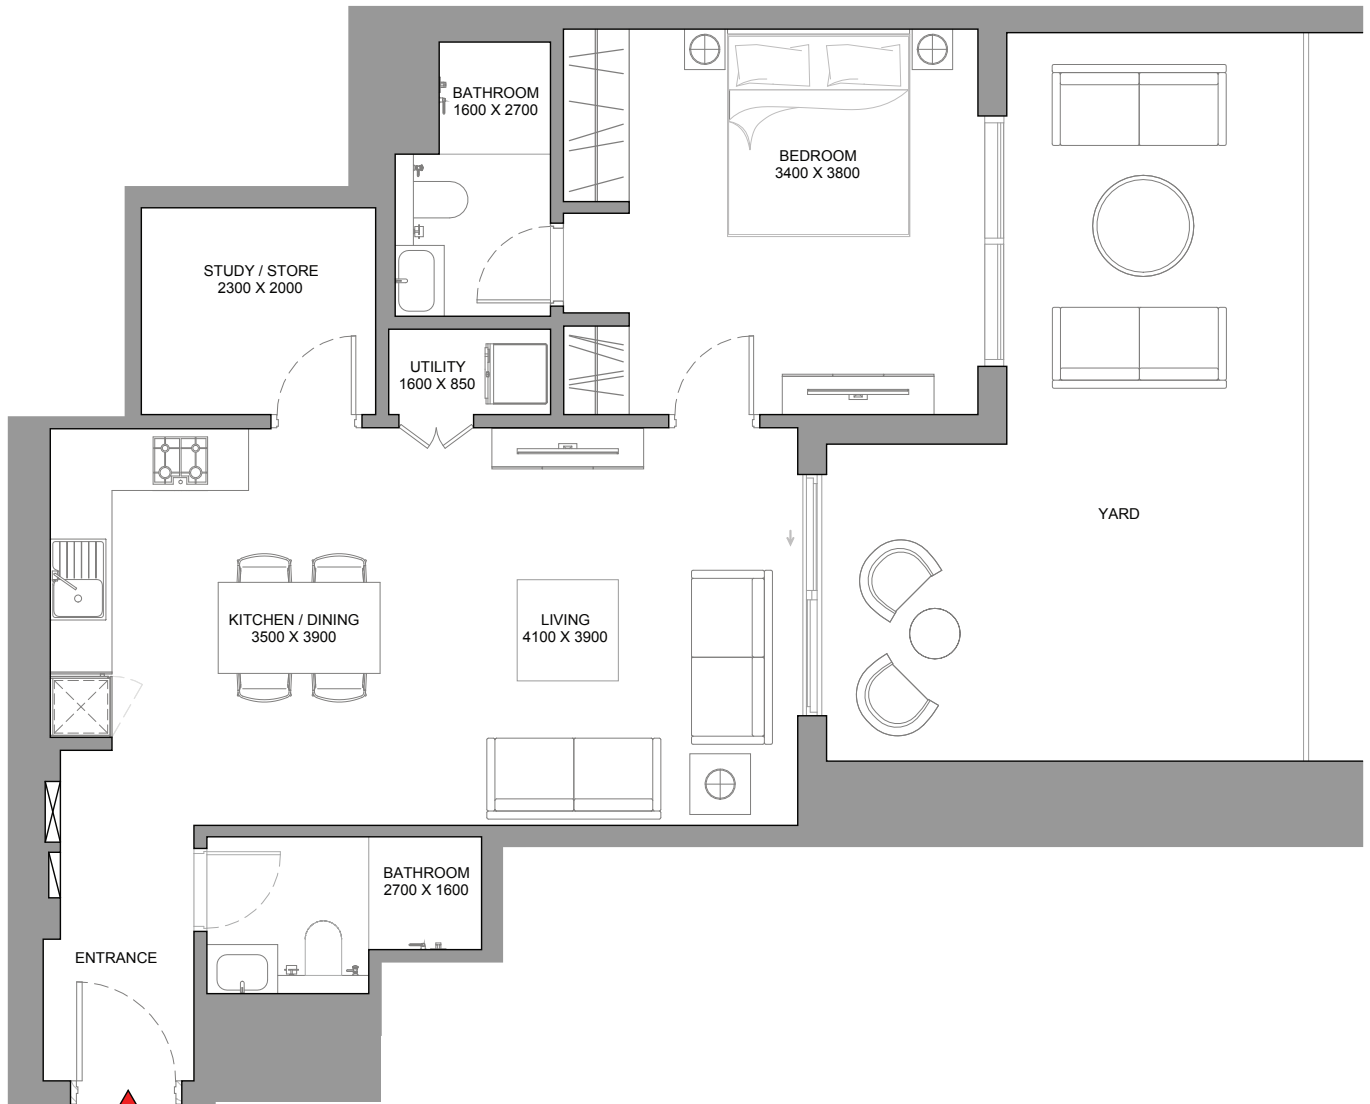 BATHROOM
1600 X 2700
BEDROOM
3400 X 3800
STUDY / STORE
2300 X 2000
UTILITY
1600 X 850
YARD
KITCHEN / DINING
3500 X 3900
LIVING
4100 X 3900
BATHROOM
2700 X 1600
ENTRANCE